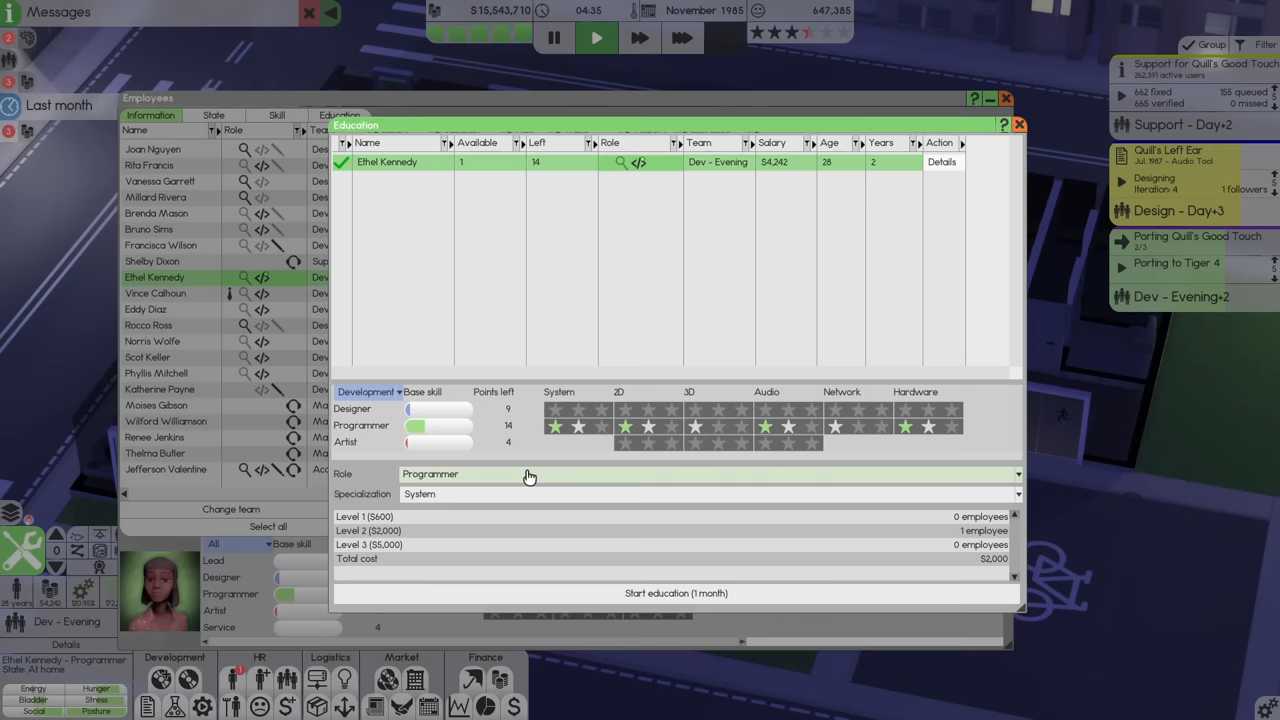 Messages
$15,543,710
04:35
November 1985
647,385
2
3
Last month
3
Group
Filter
Support for Quill's Good Touch
262,391 active users
662 fixed
155 queued
665 verified
0 missed
Support - Day+2
Quill's Left Ear
Jul 1987 - Audio Tool
Designing
Iteration 4
1 followers
Design - Day+3
Porting Quill's Good Touch
2/3
Porting to Tiger 4
Dev - Evening+2
Employees
Information
State
Skill
Education
Name
Role
Joan Nguyen
Rita Francis
Vanessa Garrett
Millard Rivera
Brenda Mason
Bruno Sims
Francisca Wilson
Shelby Dixon
Ethel Kennedy
Vince Calhoun
Eddy Diaz
Rocco Ross
Norris Wolfe
Scot Keller
Phyllis Mitchell
Katherine Payne
Moises Gibson
Wilford Williamson
Renee Jenkins
Thelma Butler
Jefferson Valentine
Change team
Select all
All
Base skill
Lead
Designer
Programmer
Artist
Service
4
Education
Name
Available
Left
Role
Team
Salary
Age
Years
Action
Ethel Kennedy
1
14
Dev - Evening
$4,242
28
2
Details
Development
Base skill
Points left
System
2D
3D
Audio
Network
Hardware
Designer
9
Programmer
14
Artist
4
Role
Programmer
Specialization
System
Level 1 ($600)
0 employees
Level 2 ($2,000)
1 employee
Level 3 ($5,000)
0 employees
Total cost
$2,000
Start education (1 month)
0
28 years
$4,242
120.95%
Dev - Evening
Details
Ethel Kennedy - Programmer
State: At home
Energy
Hunger
Bladder
Stress
Social
Posture
Development
HR
Logistics
Market
Finance
1